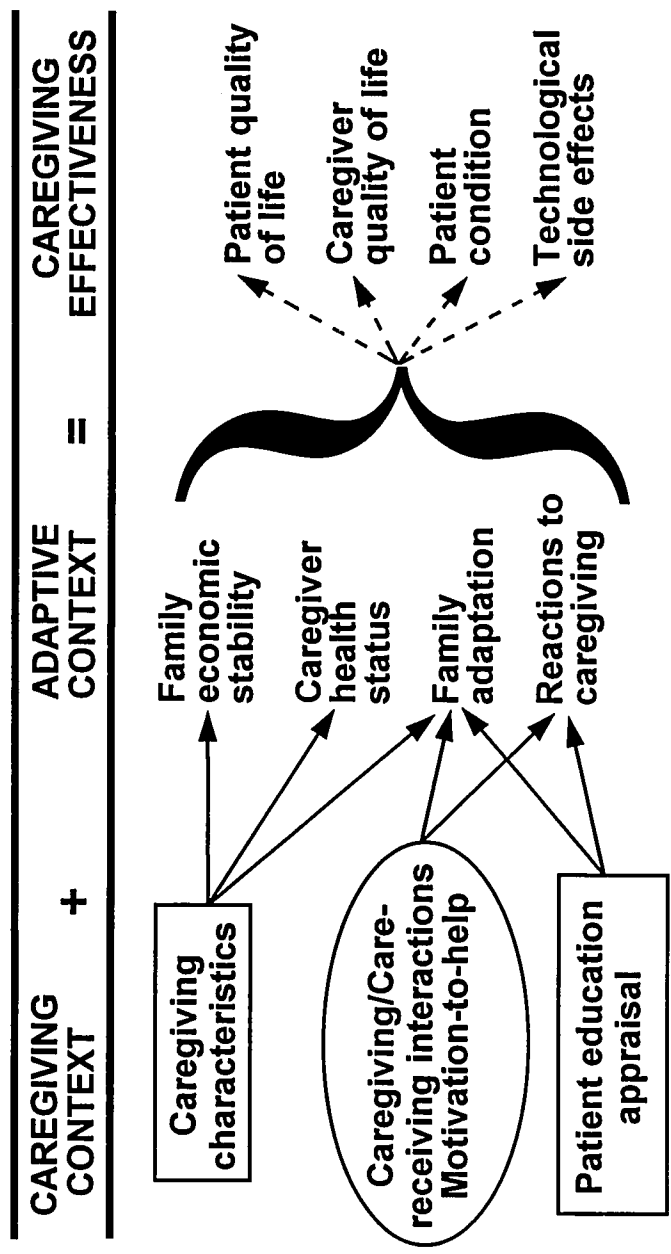 CAREGIVING
CONTEXT
+
ADAPTIVE
CONTEXT
=
CAREGIVING
EFFECTIVENESS
Caregiving
characteristics
Caregiving/Care-
receiving interactions
Motivation-to-help
Patient education
appraisal
Family
economic
stability
Caregiver
health
status
Family
adaptation
Reactions to
caregiving
Patient quality
of life
Caregiver
quality of life
Patient
condition
Technological
side effects